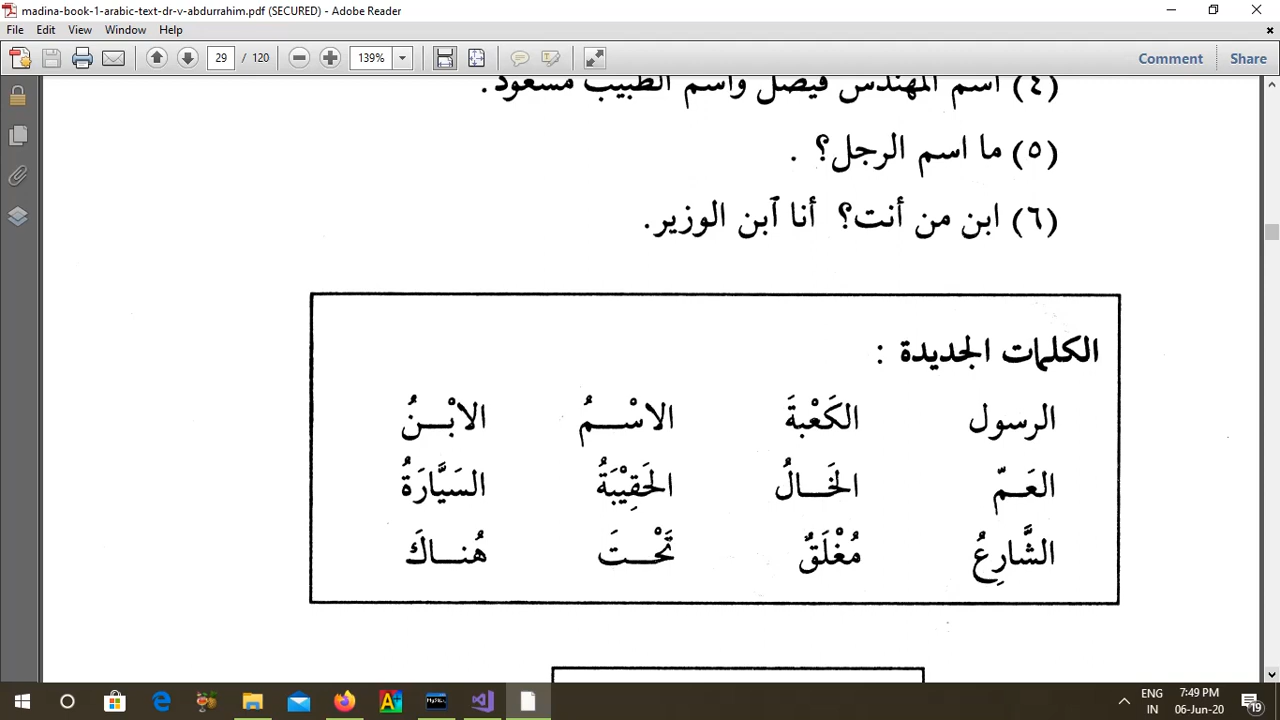 madina-book-1-arabic-text-dr-v-abdurrahim.pdf (SECURED) - Adobe Reader
File Edit View Window Help
29 / 120 139% Comment Share
(٤) اسم المهندس فيصل واسم الطبيب مسعود.
(٥) ما اسم الرجل؟ .
(٦) ابن من أنت؟ أنا ٱبن الوزير.
الكلمات الجديدة :
الرسول الكَعْبةَ الاسْمُ الابْنُ
العَمّ الخَالُ الحَقِيْبَةُ السَيَّارَةُ
الشَّارِعُ مُغْلَقٌ تَحْتَ هُناكَ
ENG 7:49 PM
IN 06-Jun-20 19